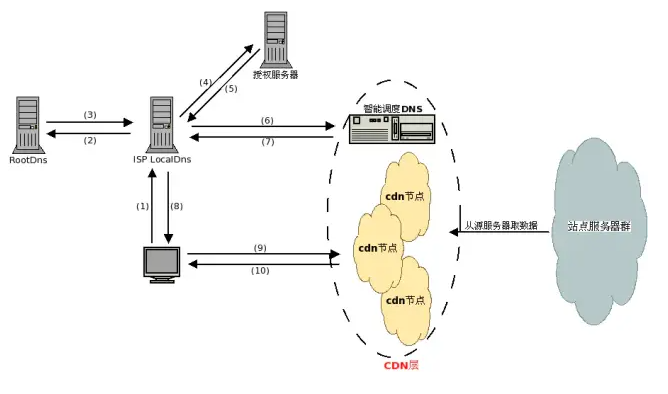 授权服务器
(4)
(5)
智能调度DNS
(3)
(2)
(6)
(7)
RootDns
ISP LocalDns
cdn节点
(1)
(8)
从源服务器取数据
站点服务器群
cdn节点
(9)
(10)
cdn节点
CDN层